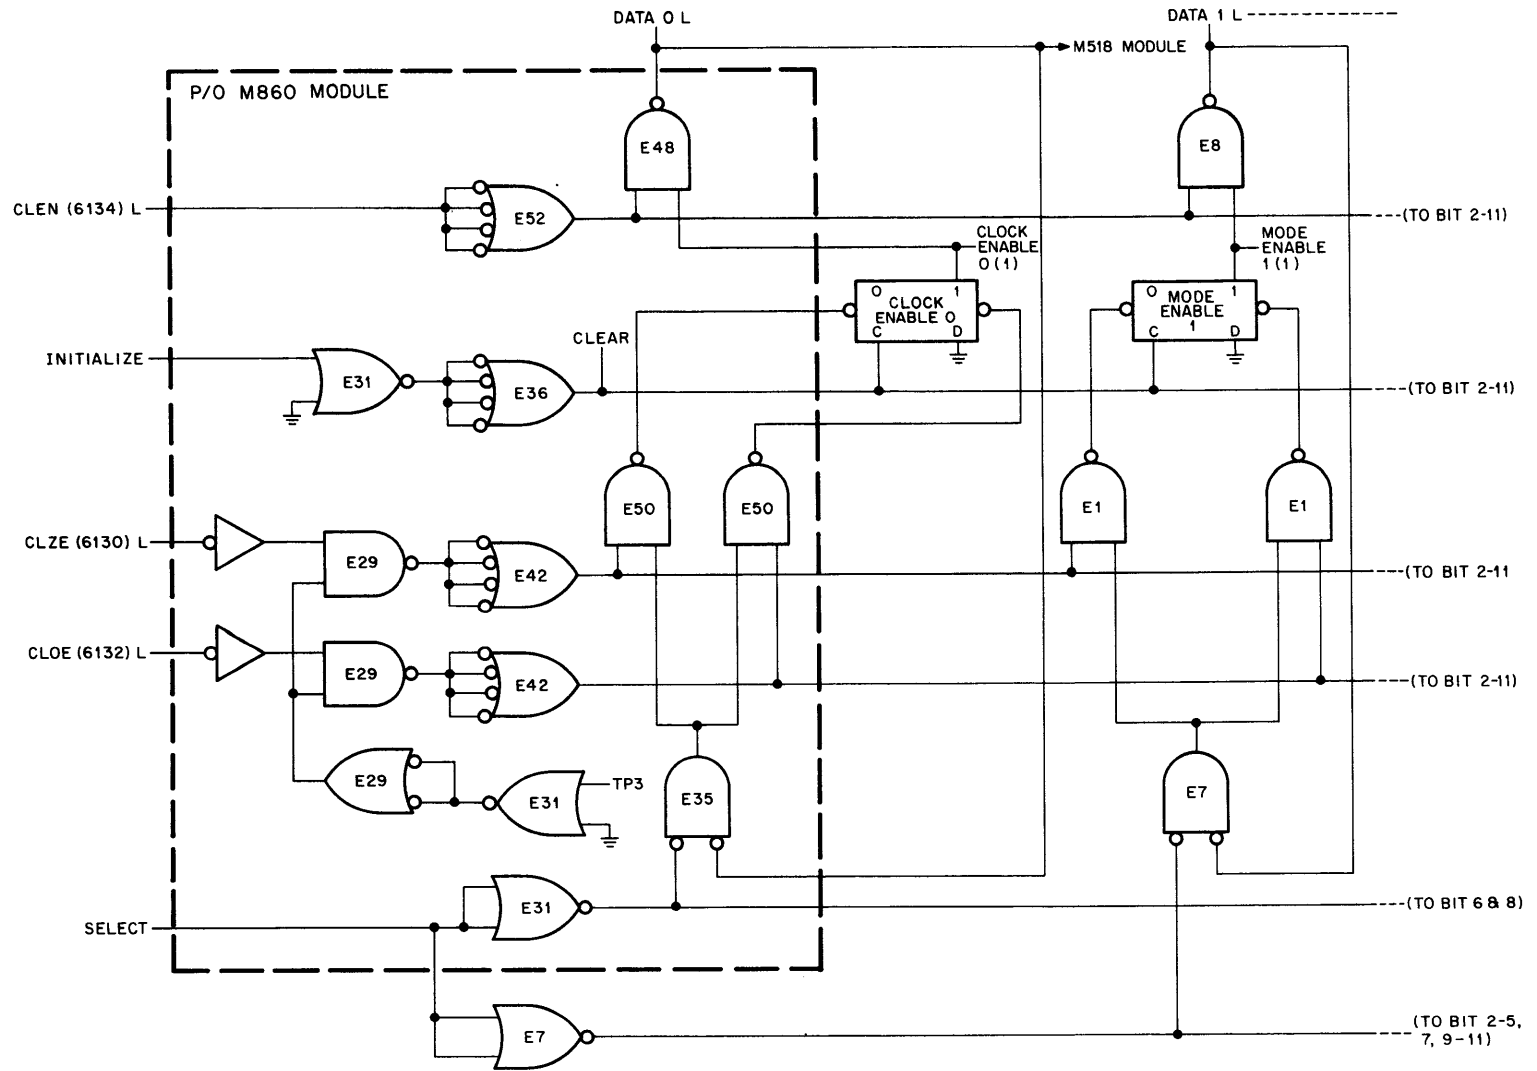 DATA 0 L
DATA 1 L
M518 MODULE
P/O M860 MODULE
E48
E8
CLEN (6134) L
E52
(TO BIT 2-11)
CLOCK
ENABLE
0 (1)
MODE
ENABLE
1 (1)
0 1
CLOCK
ENABLE 0
C D
0 1
MODE
ENABLE
1
C D
INITIALIZE
E31
CLEAR
E36
(TO BIT 2-11)
E50
E50
E1
E1
CLZE (6130) L
E29
E42
(TO BIT 2-11
CLOE (6132) L
E29
E42
(TO BIT 2-11)
E29
E31
TP3
E35
E7
SELECT
E31
(TO BIT 6 & 8)
E7
(TO BIT 2-5,
7, 9-11)